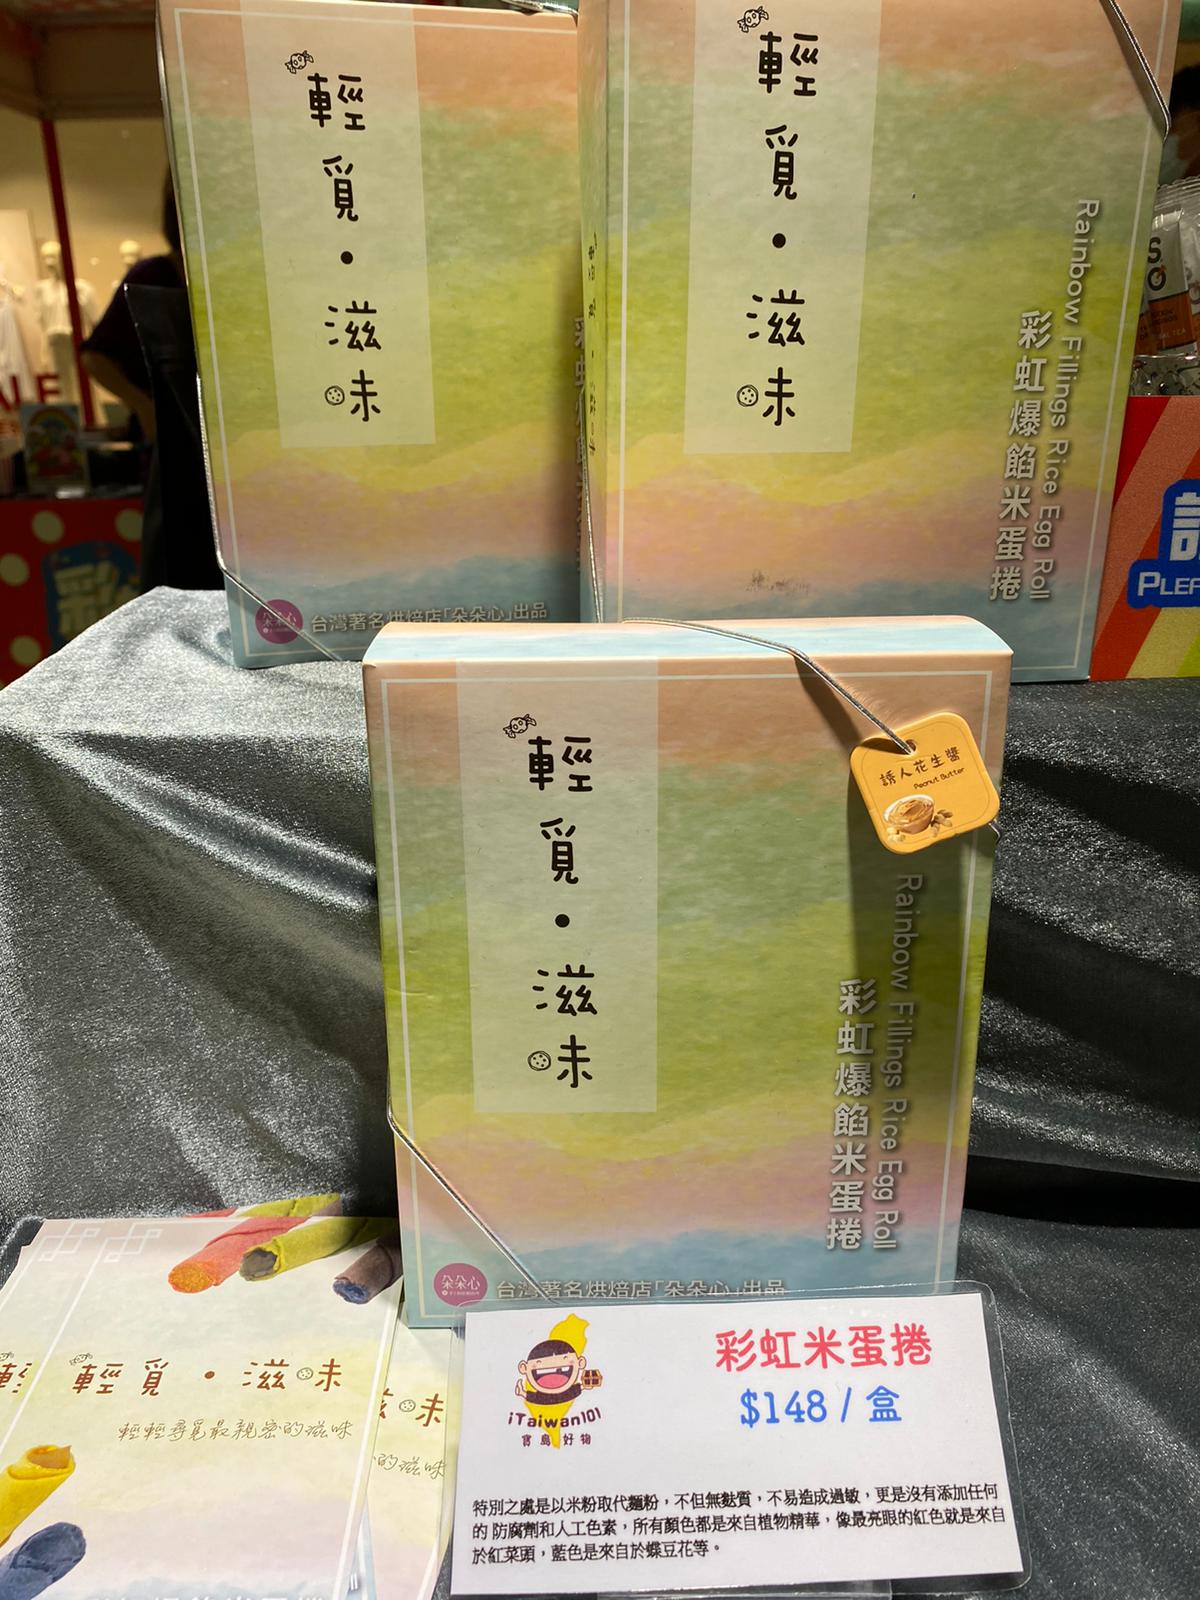 輕覓・滋味
台灣著名烘焙店「朵朵心」出品
朵朵心
輕覓・滋味
Rainbow Fillings Rice Egg Roll
彩虹爆餡米蛋捲
輕覓・滋味
誘人花生醬
Peanut Butter
Rainbow Fillings Rice Egg Roll
彩虹爆餡米蛋捲
朵朵心
台灣著名烘焙店「朵朵心」出品
輕覓・滋味
輕輕尋覓最親密的滋味
味
的滋味
iTaiwan101
寶島好物
彩虹米蛋捲
$148 / 盒
特別之處是以米粉取代麵粉，不但無麩質，不易造成過敏，更是沒有添加任何
的 防腐劑和人工色素，所有顏色都是來自植物精華，像最亮眼的紅色就是來自
於紅菜頭，藍色是來自於蝶豆花等。